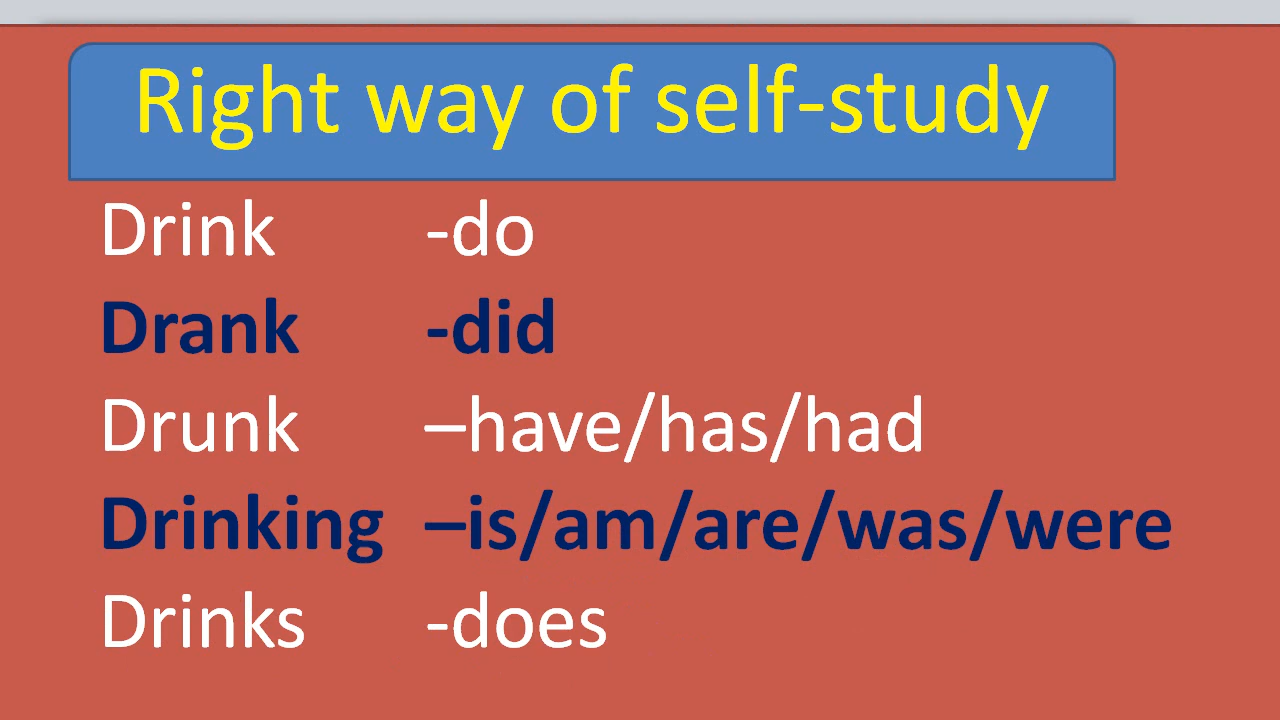 Right way of self-study
Drink -do
Drank -did
Drunk –have/has/had
Drinking –is/am/are/was/were
Drinks -does